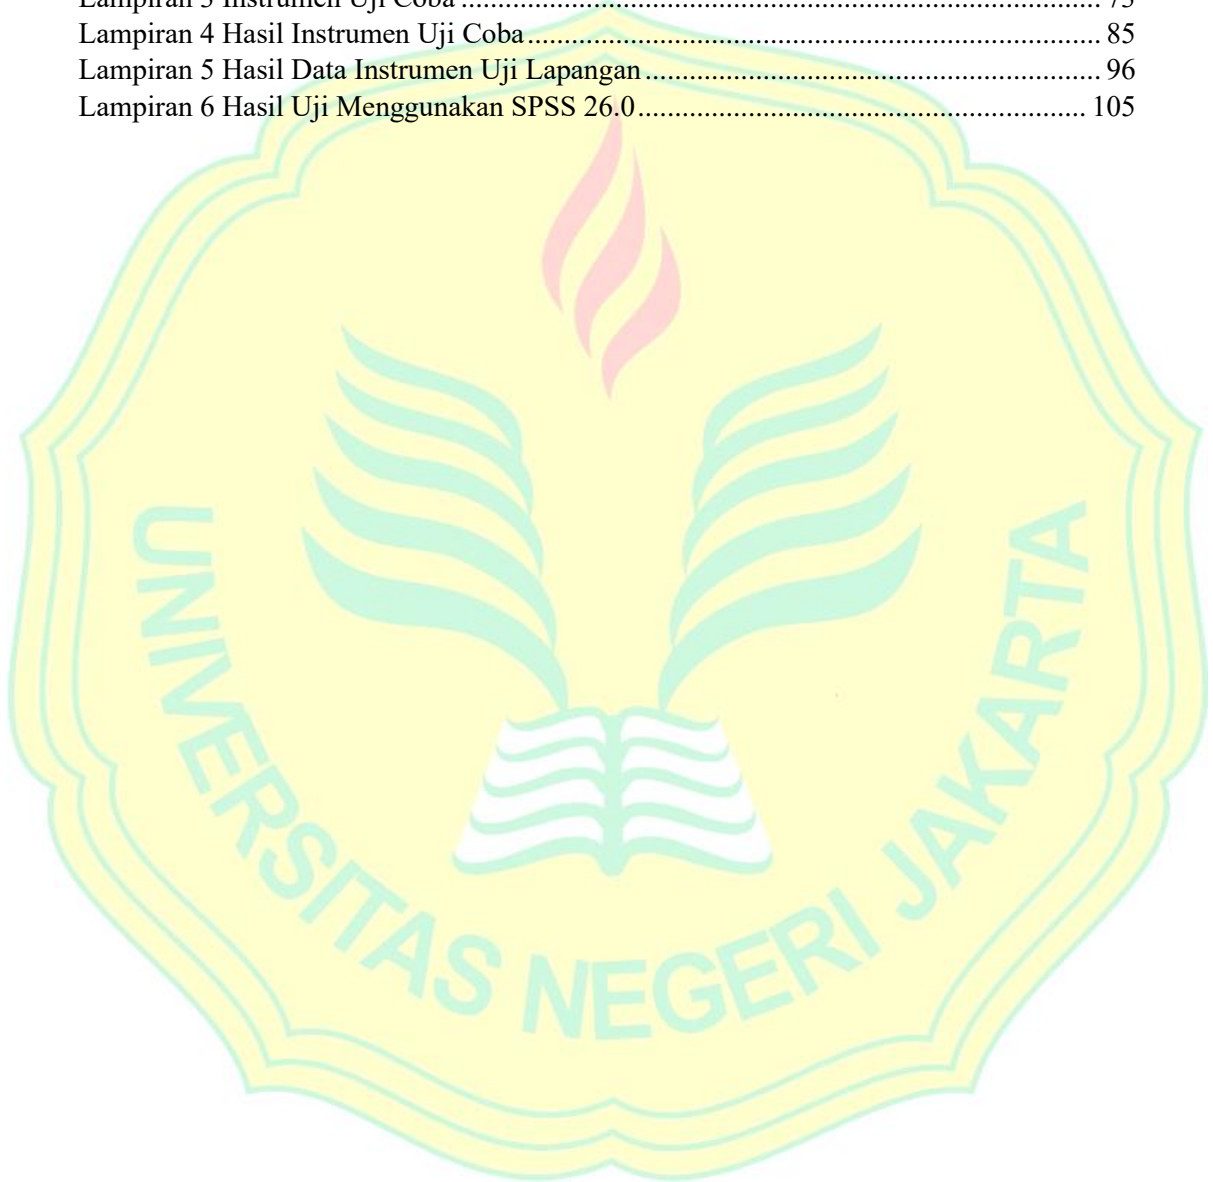 Lampiran 3 Instrumen Uji Coba ........................................................................................... 73
Lampiran 4 Hasil Instrumen Uji Coba.................................................................................. 85
Lampiran 5 Hasil Data Instrumen Uji Lapangan ................................................................. 96
Lampiran 6 Hasil Uji Menggunakan SPSS 26.0................................................................ 105
UNIVERSITAS NEGERI JAKARTA